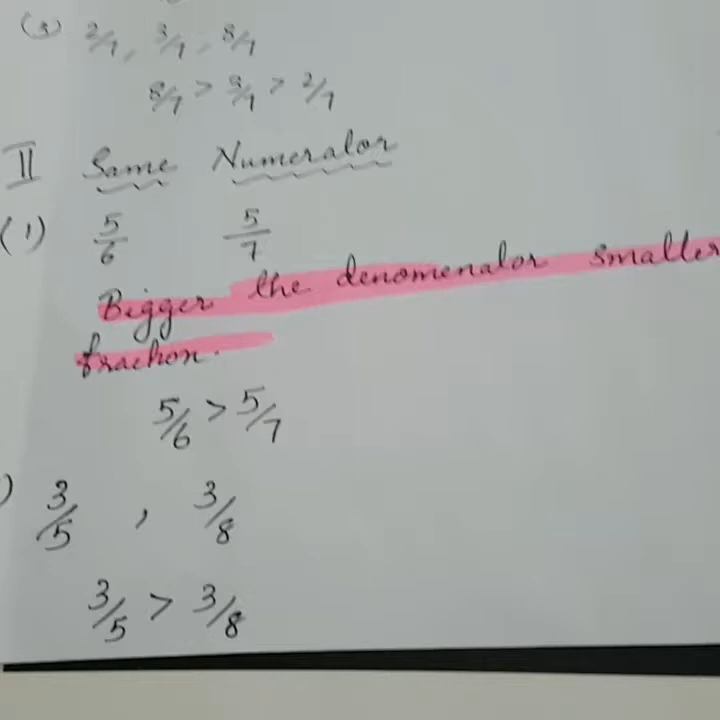 (3) 2/7, 3/7, 8/7
8/7 > 3/7 > 2/7
II Same Numerator
(1) 5/6 5/7
Bigger the denomenator smaller
fraction.
5/6 > 5/7
) 3/5 , 3/8
3/5 > 3/8